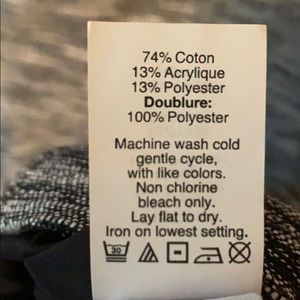 74% Coton
13% Acrylique
13% Polyester
Doublure:
100% Polyester
Machine wash cold
gentle cycle,
with like colors.
Non chlorine
bleach only.
Lay flat to dry.
Iron on lowest setting.
30